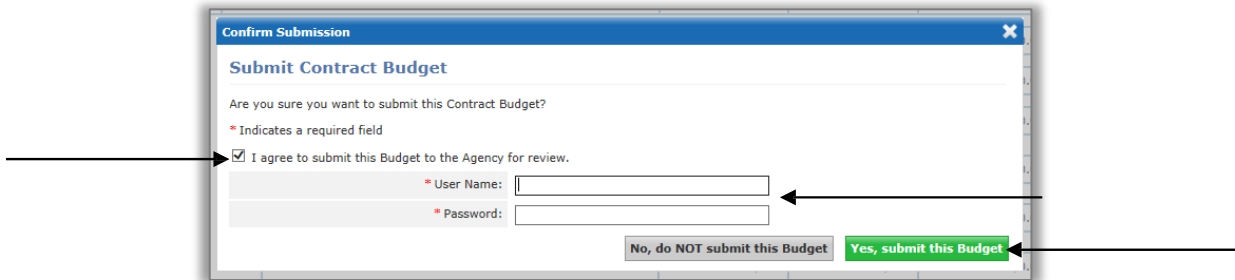 Confirm Submission
Submit Contract Budget
Are you sure you want to submit this Contract Budget?
* Indicates a required field
I agree to submit this Budget to the Agency for review.
* User Name:
* Password:
No, do NOT submit this Budget Yes, submit this Budget